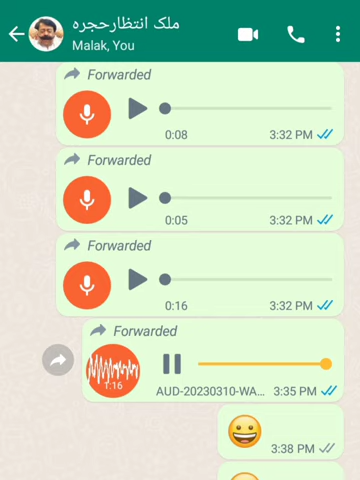 ملک انتظارحجرہ
Malak, You
Forwarded
0:08 3:32 PM
Forwarded
0:05 3:32 PM
Forwarded
0:16 3:32 PM
Forwarded
1:16
AUD-20230310-WA... 3:35 PM
3:38 PM